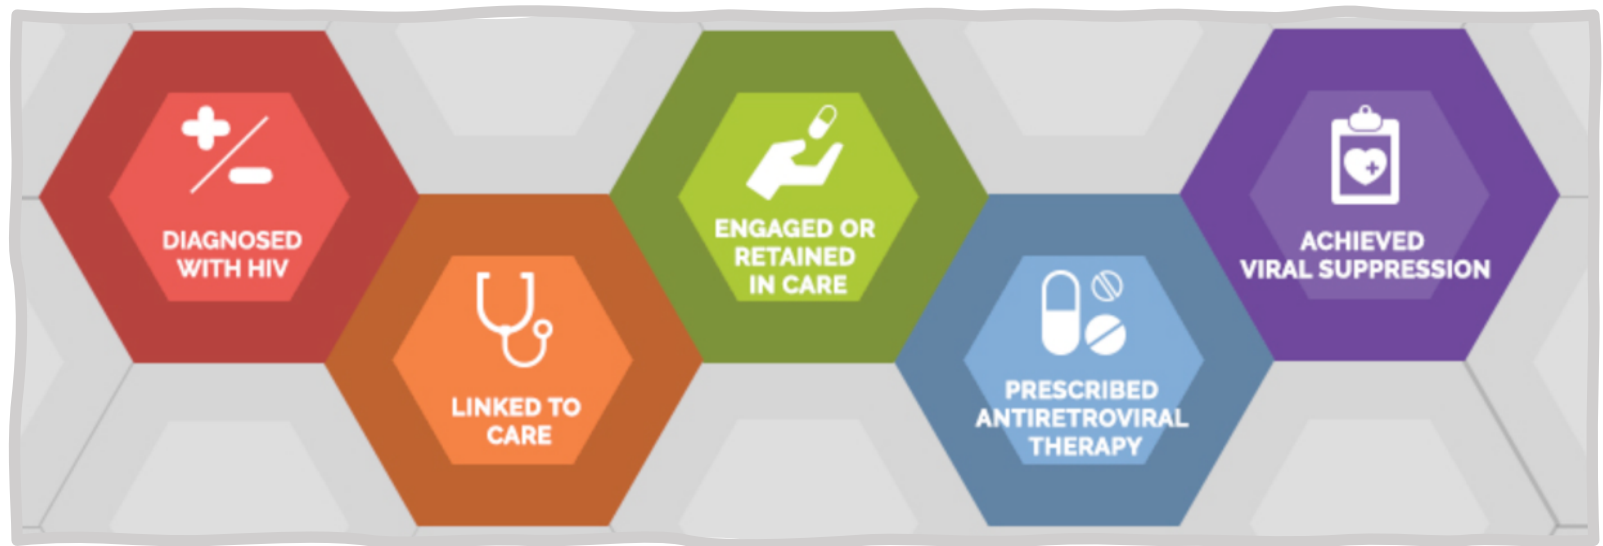 DIAGNOSED
WITH HIV
LINKED TO
CARE
ENGAGED OR
RETAINED
IN CARE
PRESCRIBED
ANTIRETROVIRAL
THERAPY
ACHIEVED
VIRAL SUPPRESSION